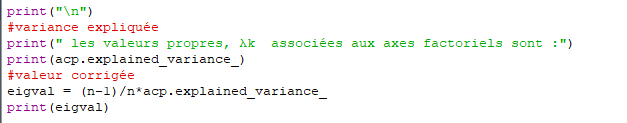 print("\n")
#variance expliquée
print(" les valeurs propres, λk  associées aux axes factoriels sont :")
print(acp.explained_variance_)
#valeur corrigée
eigval = (n-1)/n*acp.explained_variance_
print(eigval)